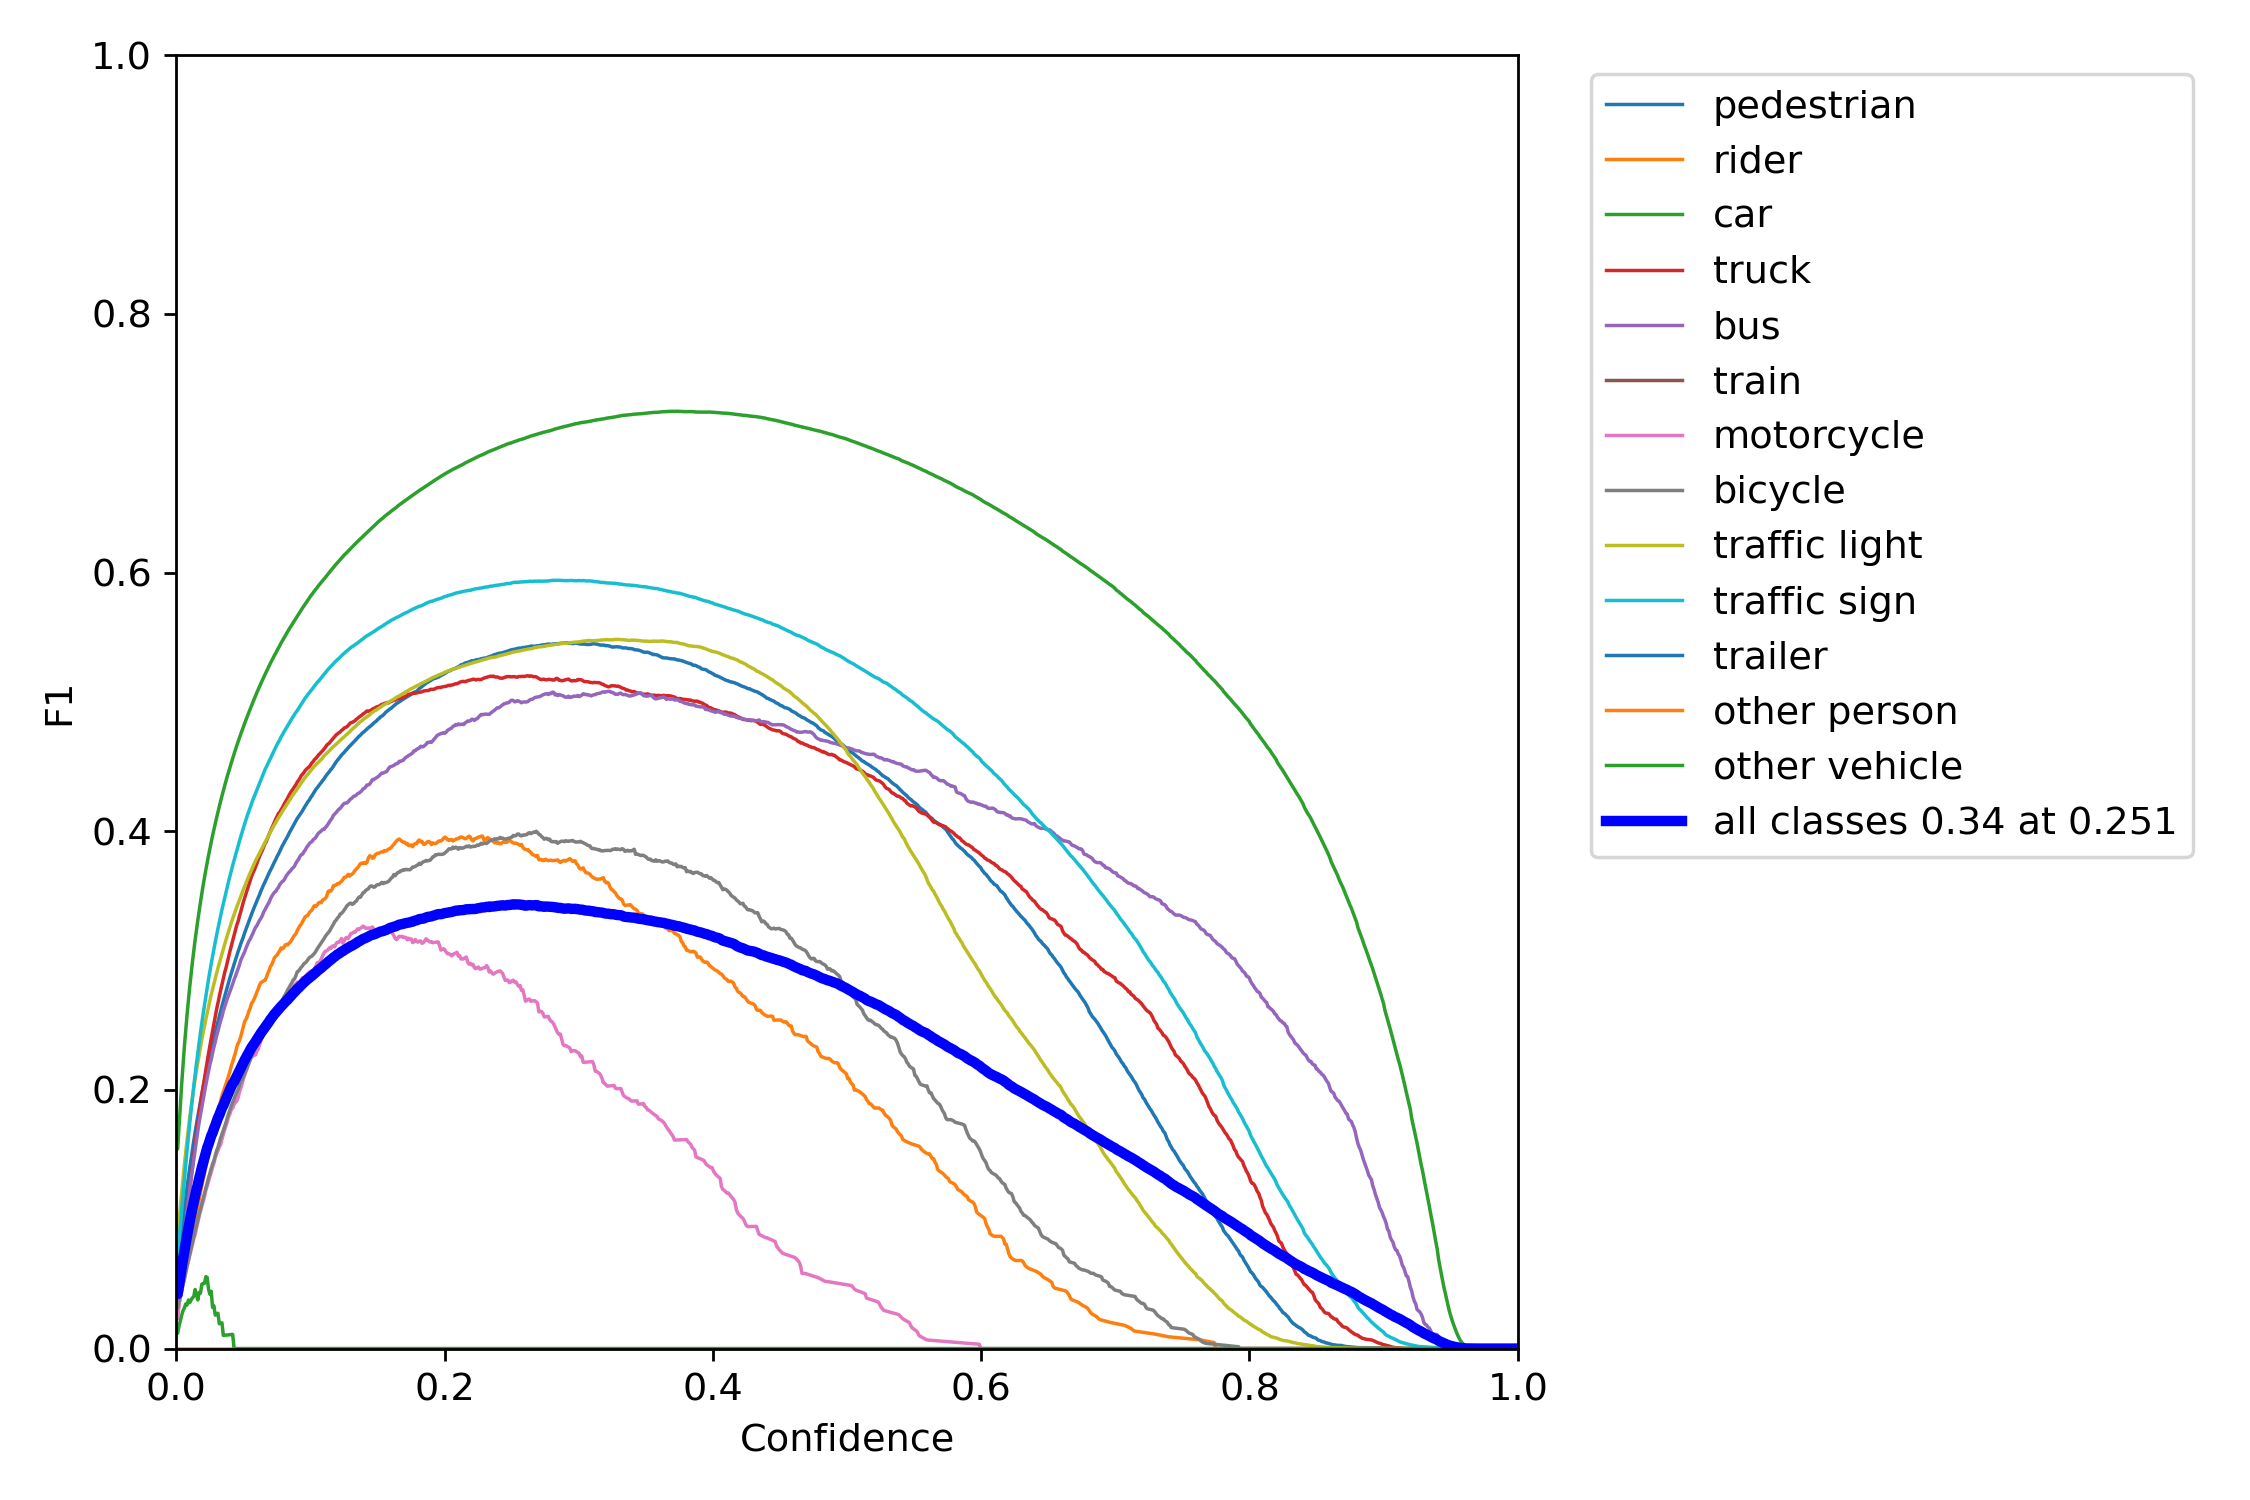 1.0
0.8
0.6
0.4
0.2
0.0
F1
0.0 0.2 0.4 0.6 0.8 1.0
Confidence
pedestrian
rider
car
truck
bus
train
motorcycle
bicycle
traffic light
traffic sign
trailer
other person
other vehicle
all classes 0.34 at 0.251